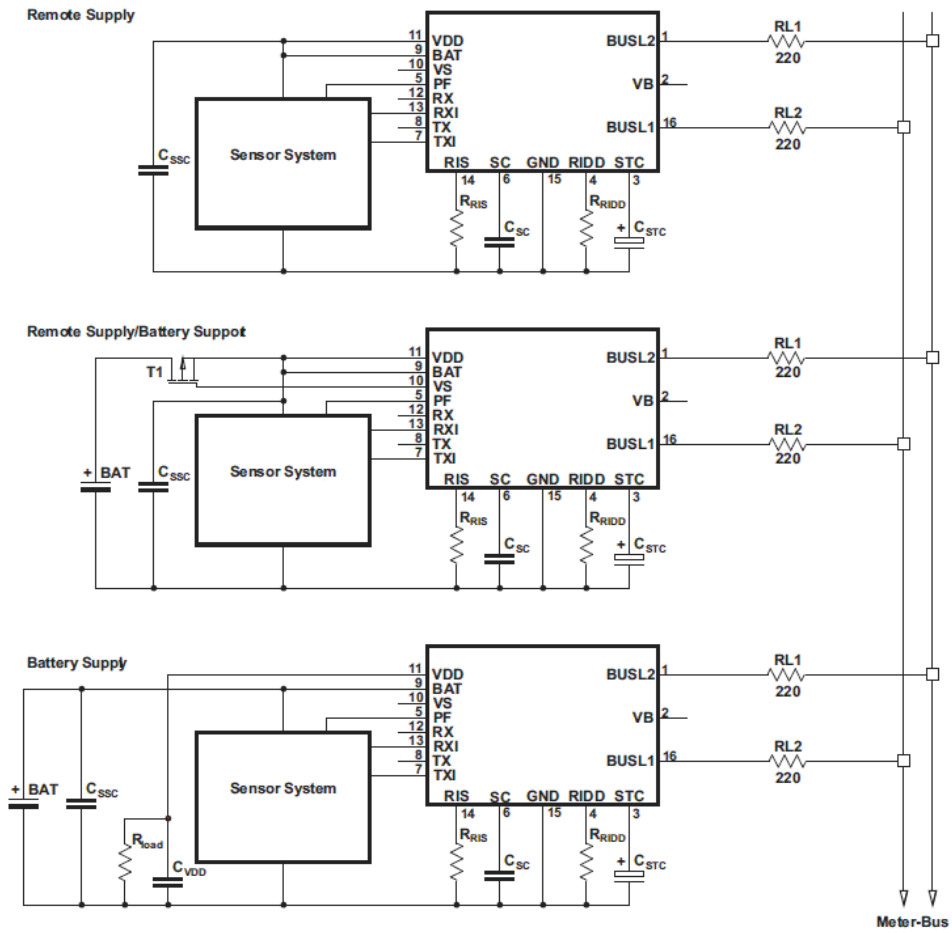 Remote Supply
11 VDD
9 BAT
10 VS
5 PF
12 RX
13 RXI
8 TX
7 TXI
BUSL2 1
VB 2
BUSL1 16
RIS SC GND RIDD STC
14 6 15 4 3
RL1
220
RL2
220
Sensor System
CSSC
RRIS
CSC
RRIDD
+ CSTC
Remote Supply/Battery Support
T1
11 VDD
9 BAT
10 VS
5 PF
12 RX
13 RXI
8 TX
7 TXI
BUSL2 1
VB 2
BUSL1 16
RIS SC GND RIDD STC
14 6 15 4 3
RL1
220
RL2
220
Sensor System
+ BAT
CSSC
RRIS
CSC
RRIDD
+ CSTC
Battery Supply
11 VDD
9 BAT
10 VS
5 PF
12 RX
13 RXI
8 TX
7 TXI
BUSL2 1
VB 2
BUSL1 16
RIS SC GND RIDD STC
14 6 15 4 3
RL1
220
RL2
220
Sensor System
+ BAT
CSSC
Rload
CVDD
RRIS
CSC
RRIDD
+ CSTC
Meter-Bus